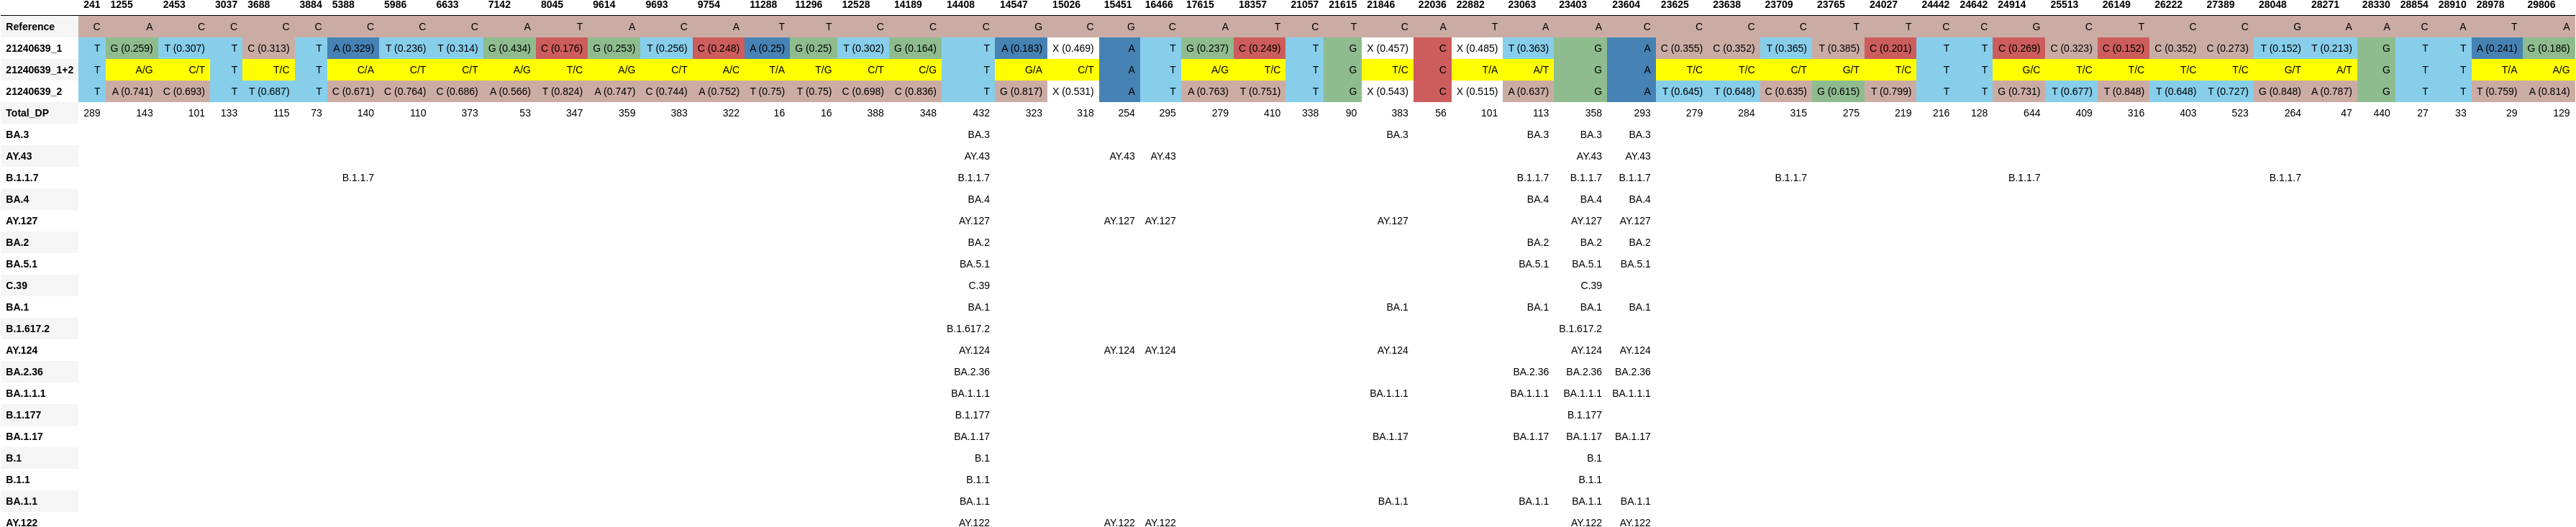 241 1255 2453 3037 3688 3884 5388 5986 6633 7142 8045 9614 9693 9754 11288 11296 12528 14189 14408 14547 15026 15451 16466 17615 18357 21057 21615 21846 22036 22882 23063 23403 23604 23625 23638 23709 23765 24027 24442 24642 24914 25513 26149 26222 27389 28048 28271 28330 28854 28910 28978 29806
Reference C A C C C C C C C A T A C A T T C C C G C G C A T C T C A T A A C C C C T T C C G C T C C G A A C A T A
21240639_1 T G (0.259) T (0.307) T C (0.313) T A (0.329) T (0.236) T (0.314) G (0.434) C (0.176) G (0.253) T (0.256) C (0.248) A (0.25) G (0.25) T (0.302) G (0.164) T A (0.183) X (0.469) A T G (0.237) C (0.249) T G X (0.457) C X (0.485) T (0.363) G A C (0.355) C (0.352) T (0.365) T (0.385) C (0.201) T T C (0.269) C (0.323) C (0.152) C (0.352) C (0.273) T (0.152) T (0.213) G T T A (0.241) G (0.186)
21240639_1+2 T A/G C/T T T/C T C/A C/T C/T A/G T/C A/G C/T A/C T/A T/G C/T C/G T G/A C/T A T A/G T/C T G T/C C T/A A/T G A T/C T/C C/T G/T T/C T T G/C T/C T/C T/C T/C G/T A/T G T T T/A A/G
21240639_2 T A (0.741) C (0.693) T T (0.687) T C (0.671) C (0.764) C (0.686) A (0.566) T (0.824) A (0.747) C (0.744) A (0.752) T (0.75) T (0.75) C (0.698) C (0.836) T G (0.817) X (0.531) A T A (0.763) T (0.751) T G X (0.543) C X (0.515) A (0.637) G A T (0.645) T (0.648) C (0.635) G (0.615) T (0.799) T T G (0.731) T (0.677) T (0.848) T (0.648) T (0.727) G (0.848) A (0.787) G T T T (0.759) A (0.814)
Total_DP 289 143 101 133 115 73 140 110 373 53 347 359 383 322 16 16 388 348 432 323 318 254 295 279 410 338 90 383 56 101 113 358 293 279 284 315 275 219 216 128 644 409 316 403 523 264 47 440 27 33 29 129
BA.3 BA.3 BA.3 BA.3 BA.3 BA.3
AY.43 AY.43 AY.43 AY.43 AY.43 AY.43
B.1.1.7 B.1.1.7 B.1.1.7 B.1.1.7 B.1.1.7 B.1.1.7 B.1.1.7 B.1.1.7 B.1.1.7
BA.4 BA.4 BA.4 BA.4 BA.4
AY.127 AY.127 AY.127 AY.127 AY.127 AY.127 AY.127
BA.2 BA.2 BA.2 BA.2 BA.2
BA.5.1 BA.5.1 BA.5.1 BA.5.1 BA.5.1
C.39 C.39 C.39
BA.1 BA.1 BA.1 BA.1 BA.1 BA.1
B.1.617.2 B.1.617.2 B.1.617.2
AY.124 AY.124 AY.124 AY.124 AY.124 AY.124 AY.124
BA.2.36 BA.2.36 BA.2.36 BA.2.36 BA.2.36
BA.1.1.1 BA.1.1.1 BA.1.1.1 BA.1.1.1 BA.1.1.1 BA.1.1.1
B.1.177 B.1.177 B.1.177
BA.1.17 BA.1.17 BA.1.17 BA.1.17 BA.1.17 BA.1.17
B.1 B.1 B.1
B.1.1 B.1.1 B.1.1
BA.1.1 BA.1.1 BA.1.1 BA.1.1 BA.1.1 BA.1.1
AY.122 AY.122 AY.122 AY.122 AY.122 AY.122